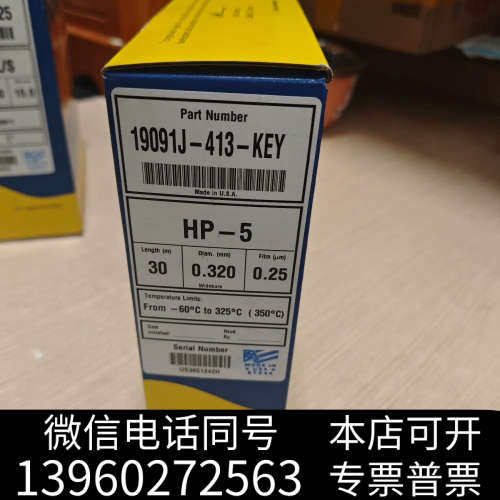 Part Number
19091J-413-KEY
Made in U.S.A.
HP-5
Length (m)
Diam. (mm)
Film (μm)
30
0.320
0.25
Temperature Limits:
From -60°C to 325°C (350°C)
Serial Number
MADE IN
微信电话同号
本店可开
13960272563
专票普票